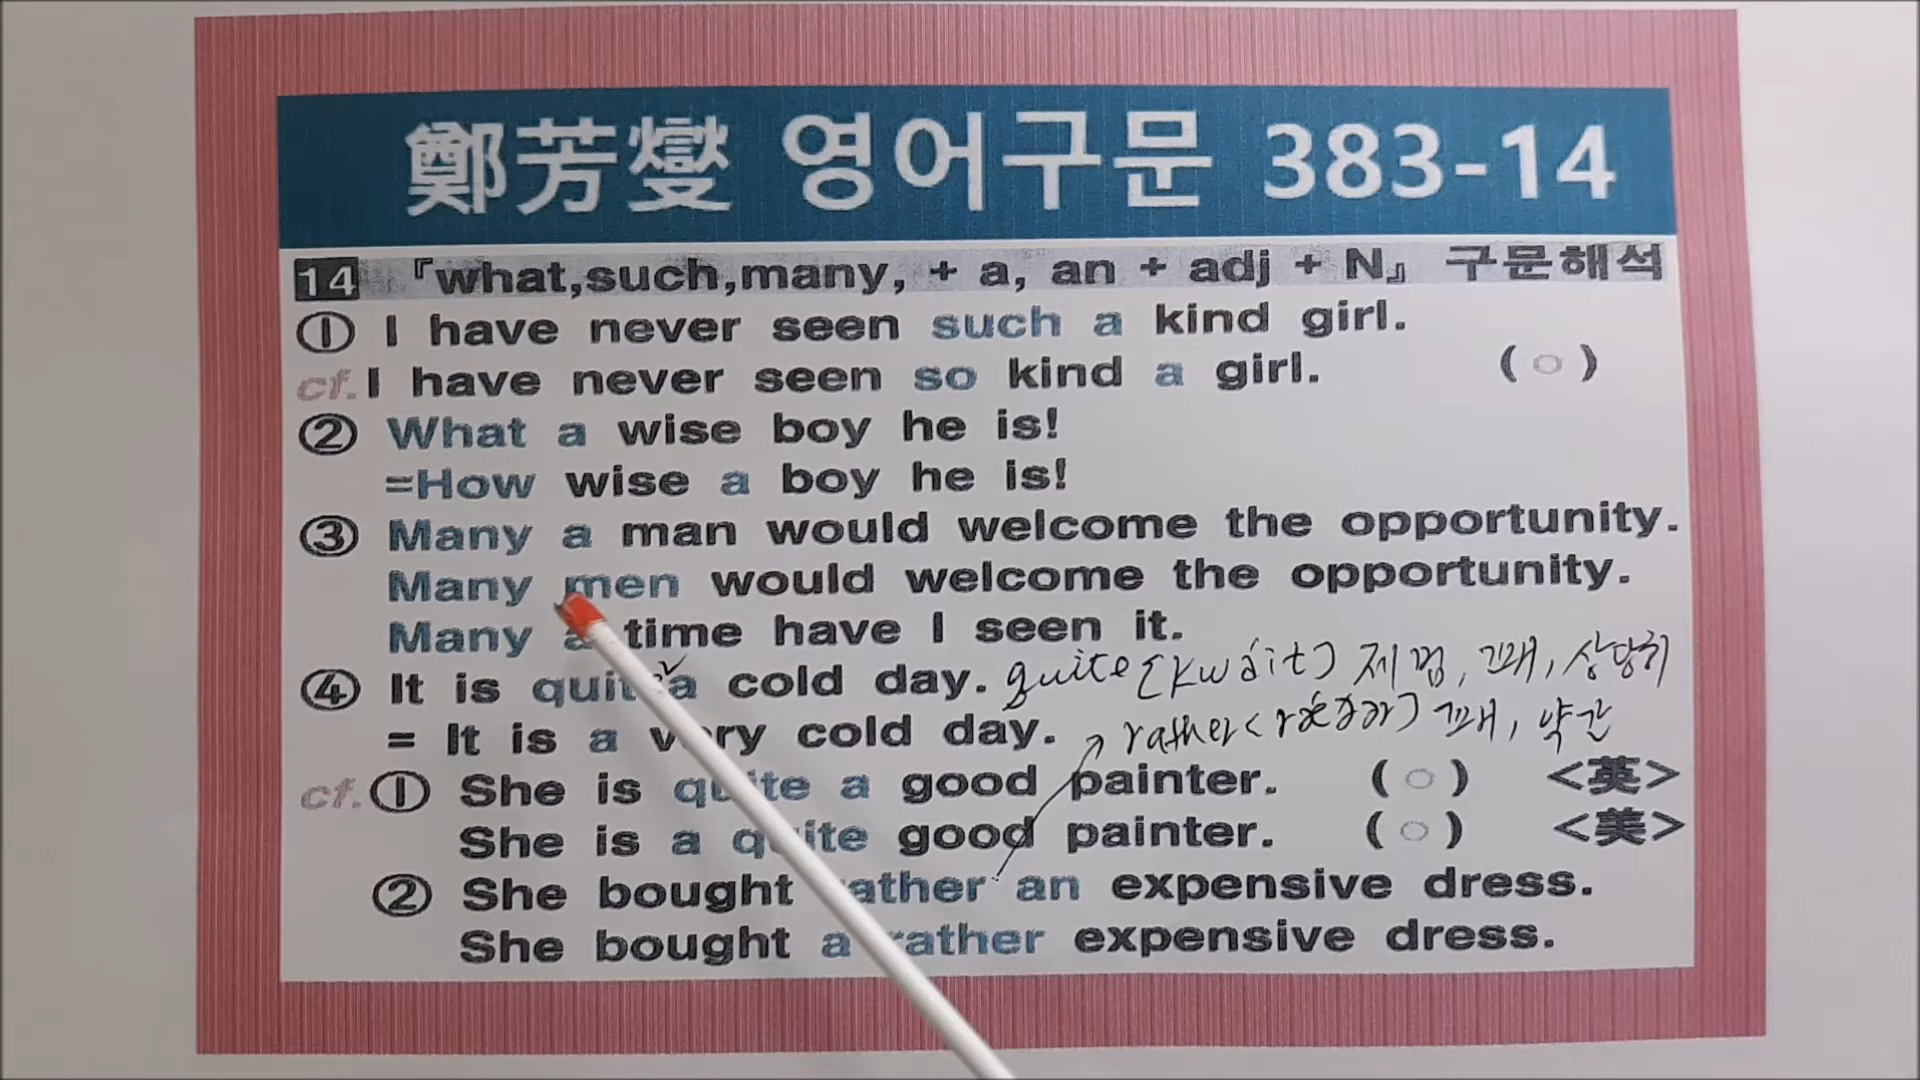 鄭芳燮 영어구문 383-14
14 『what,such,many, + a, an + adj + N』 구문해석
① I have never seen such a kind girl.
cf. I have never seen so kind a girl. (○)
② What a wise boy he is!
=How wise a boy he is!
③ Many a man would welcome the opportunity.
Many men would welcome the opportunity.
Many a time have I seen it.
④ It is quite a cold day. quite [kwáit] 제법, 꽤, 상당히
= It is a very cold day. rather 꽤, 약간
cf. ① She is quite a good painter. (○) <英>
She is a quite good painter. (○) <美>
② She bought rather an expensive dress.
She bought a rather expensive dress.